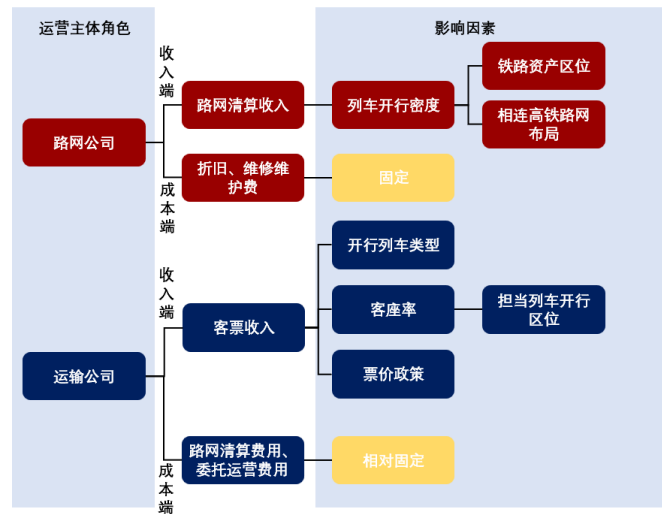 运营主体角色
影响因素
收
入
端
铁路资产区位
路网清算收入
列车开行密度
相连高铁路网
布局
路网公司
折旧、维修维
护费
固定
成
本
端
开行列车类型
收
入
端
客票收入
客座率
担当列车开行
区位
运输公司
票价政策
路网清算费用、
委托运营费用
相对固定
成
本
端